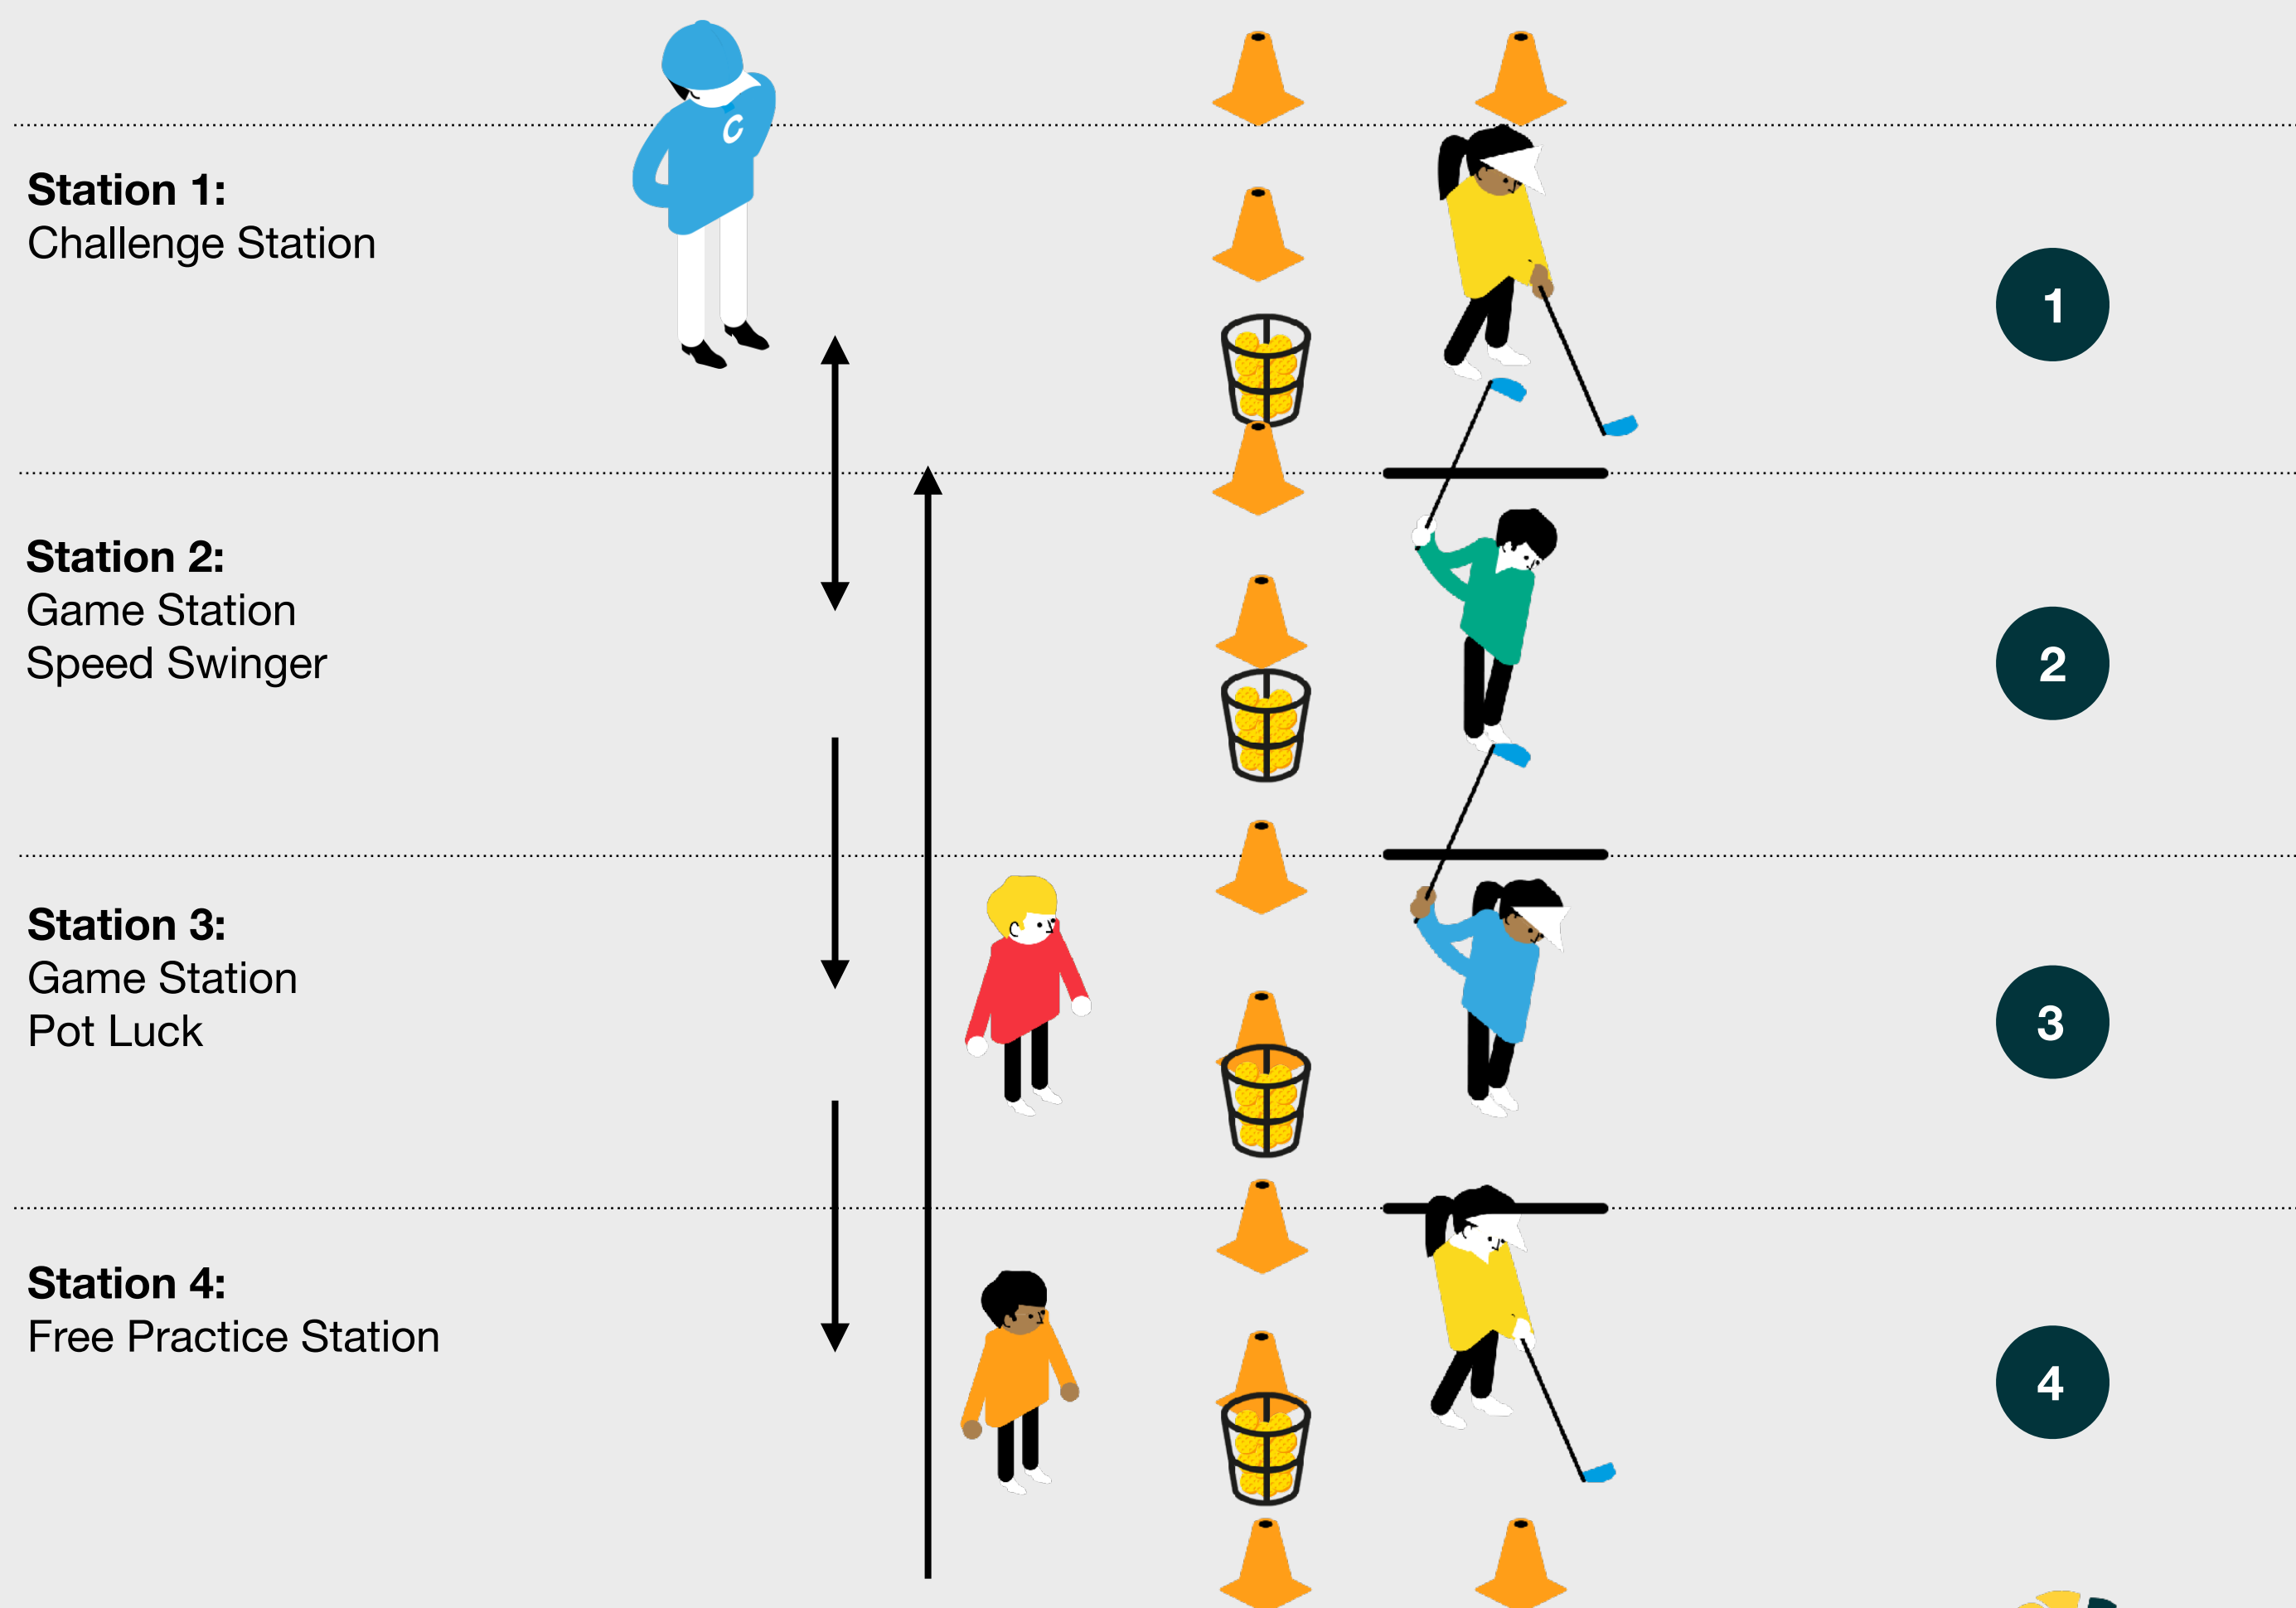 Station 1:
Challenge Station
1
Station 2:
Game Station
Speed Swinger
2
Station 3:
Game Station
Pot Luck
3
Station 4:
Free Practice Station
4
C